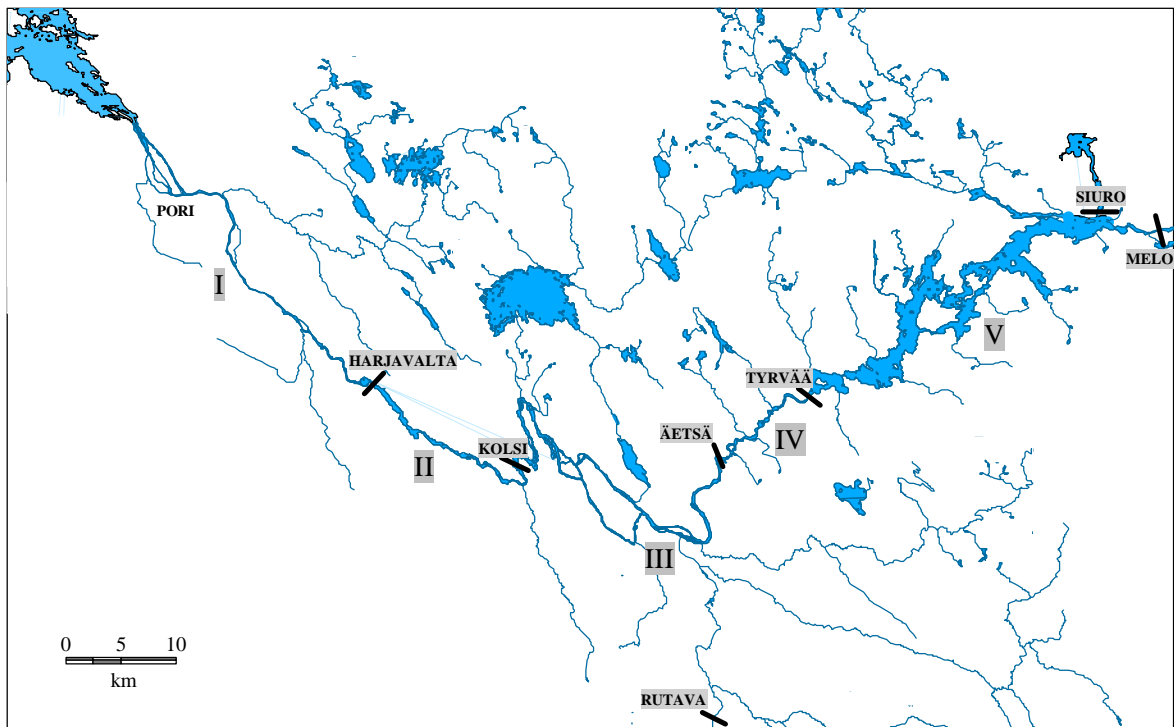 SIURO
PORI
MELO
I
V
HARJAVALTA
TYRVÄÄ
ÄETSÄ
IV
KOLSI
II
III
0 5 10
km
RUTAVA